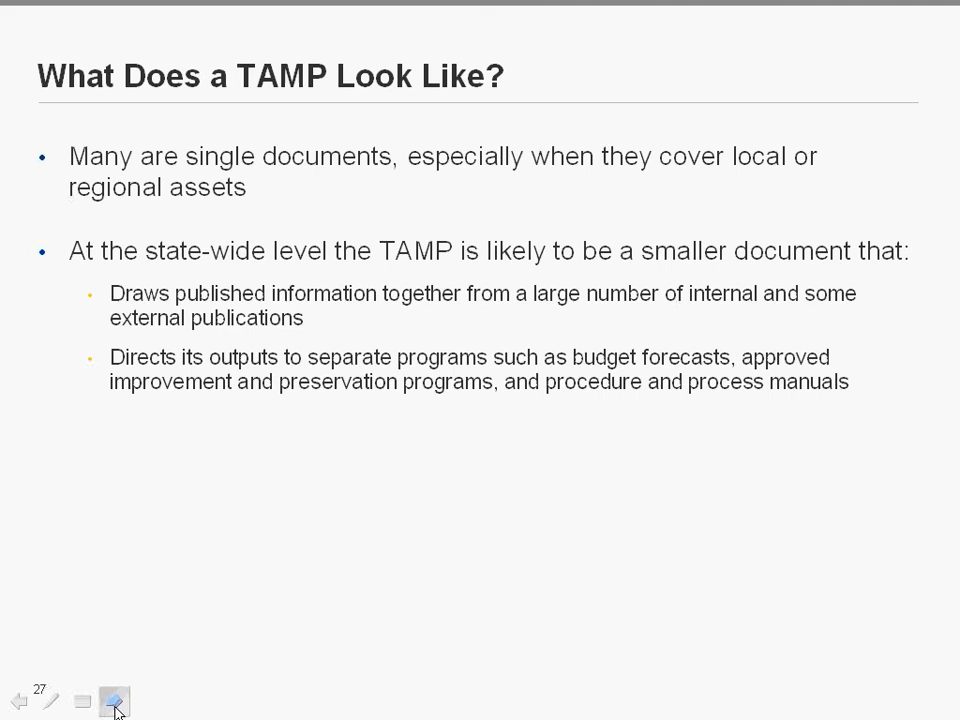 What Does a TAMP Look Like?
• Many are single documents, especially when they cover local or
regional assets
• At the state-wide level the TAMP is likely to be a smaller document that:
• Draws published information together from a large number of internal and some
external publications
• Directs its outputs to separate programs such as budget forecasts, approved
improvement and preservation programs, and procedure and process manuals
27